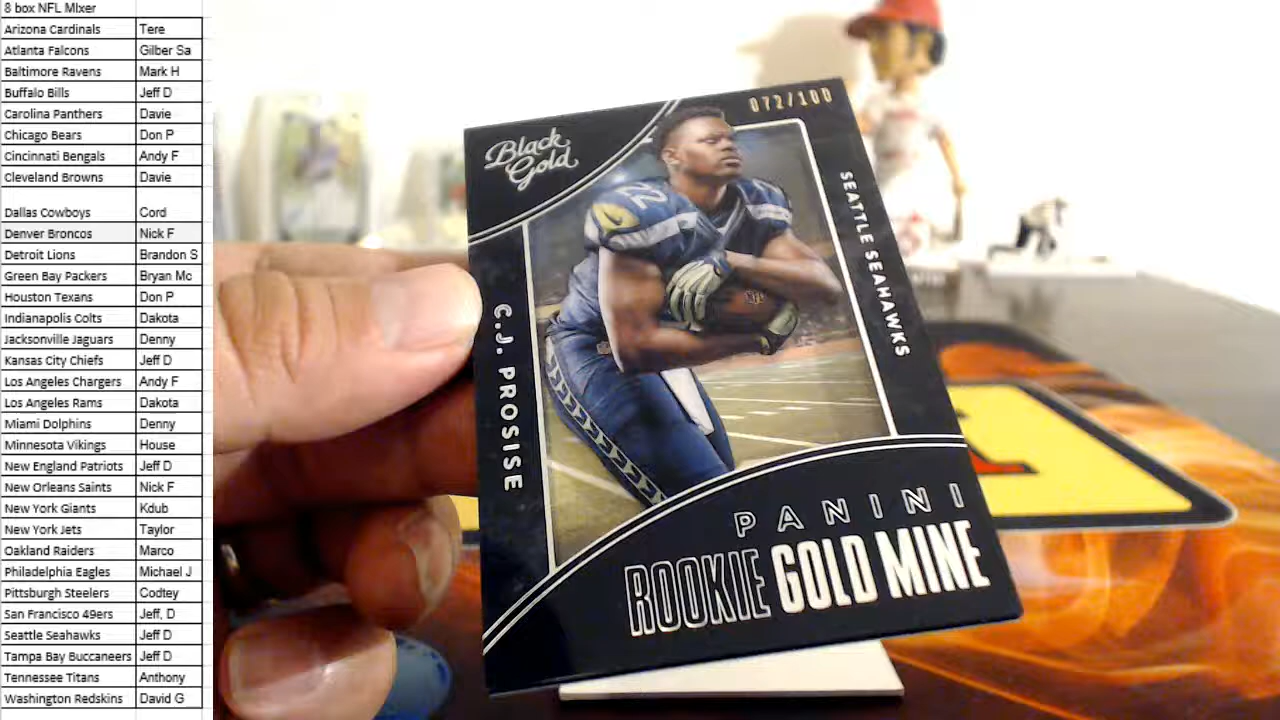 8 box NFL MIxer
Arizona Cardinals Tere
Atlanta Falcons Gilber Sa
Baltimore Ravens Mark H
Buffalo Bills Jeff D
Carolina Panthers Davie
Chicago Bears Don P
Cincinnati Bengals Andy F
Cleveland Browns Davie
Dallas Cowboys Cord
Denver Broncos Nick F
Detroit Lions Brandon S
Green Bay Packers Bryan Mc
Houston Texans Don P
Indianapolis Colts Dakota
Jacksonville Jaguars Denny
Kansas City Chiefs Jeff D
Los Angeles Chargers Andy F
Los Angeles Rams Dakota
Miami Dolphins Denny
Minnesota Vikings House
New England Patriots Jeff D
New Orleans Saints Nick F
New York Giants Kdub
New York Jets Taylor
Oakland Raiders Marco
Philadelphia Eagles Michael J
Pittsburgh Steelers Codtey
San Francisco 49ers Jeff, D
Seattle Seahawks Jeff D
Tampa Bay Buccaneers Jeff D
Tennessee Titans Anthony
Washington Redskins David G
072/100
Black
Gold
22
SEATTLE SEAHAWKS
C.J. PROSISE
PANINI
ROOKIE GOLD MINE